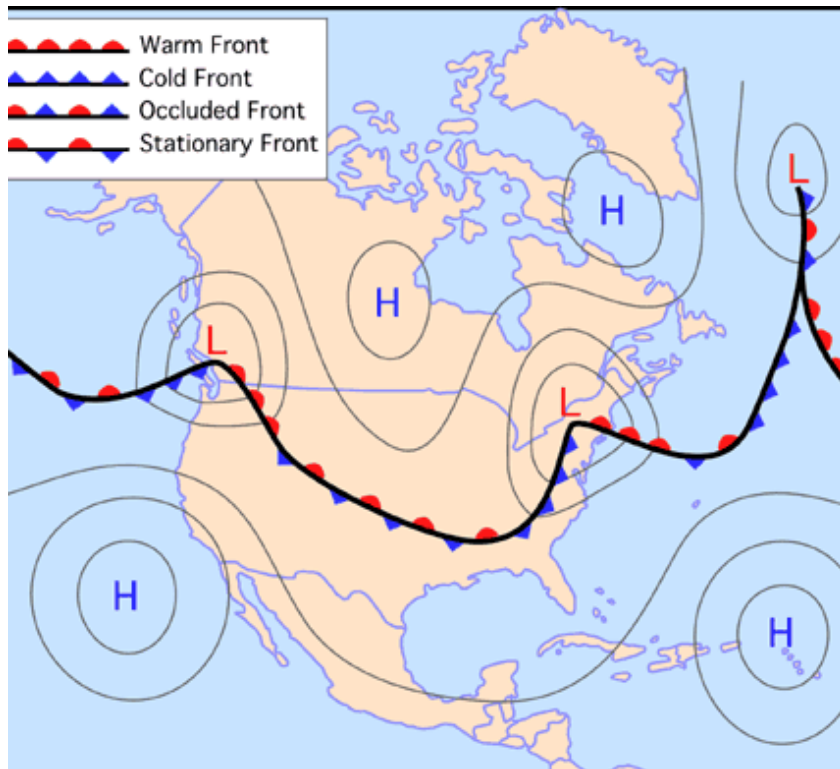 Warm Front
Cold Front
Occluded Front
Stationary Front
L
H
H
L
L
H
H